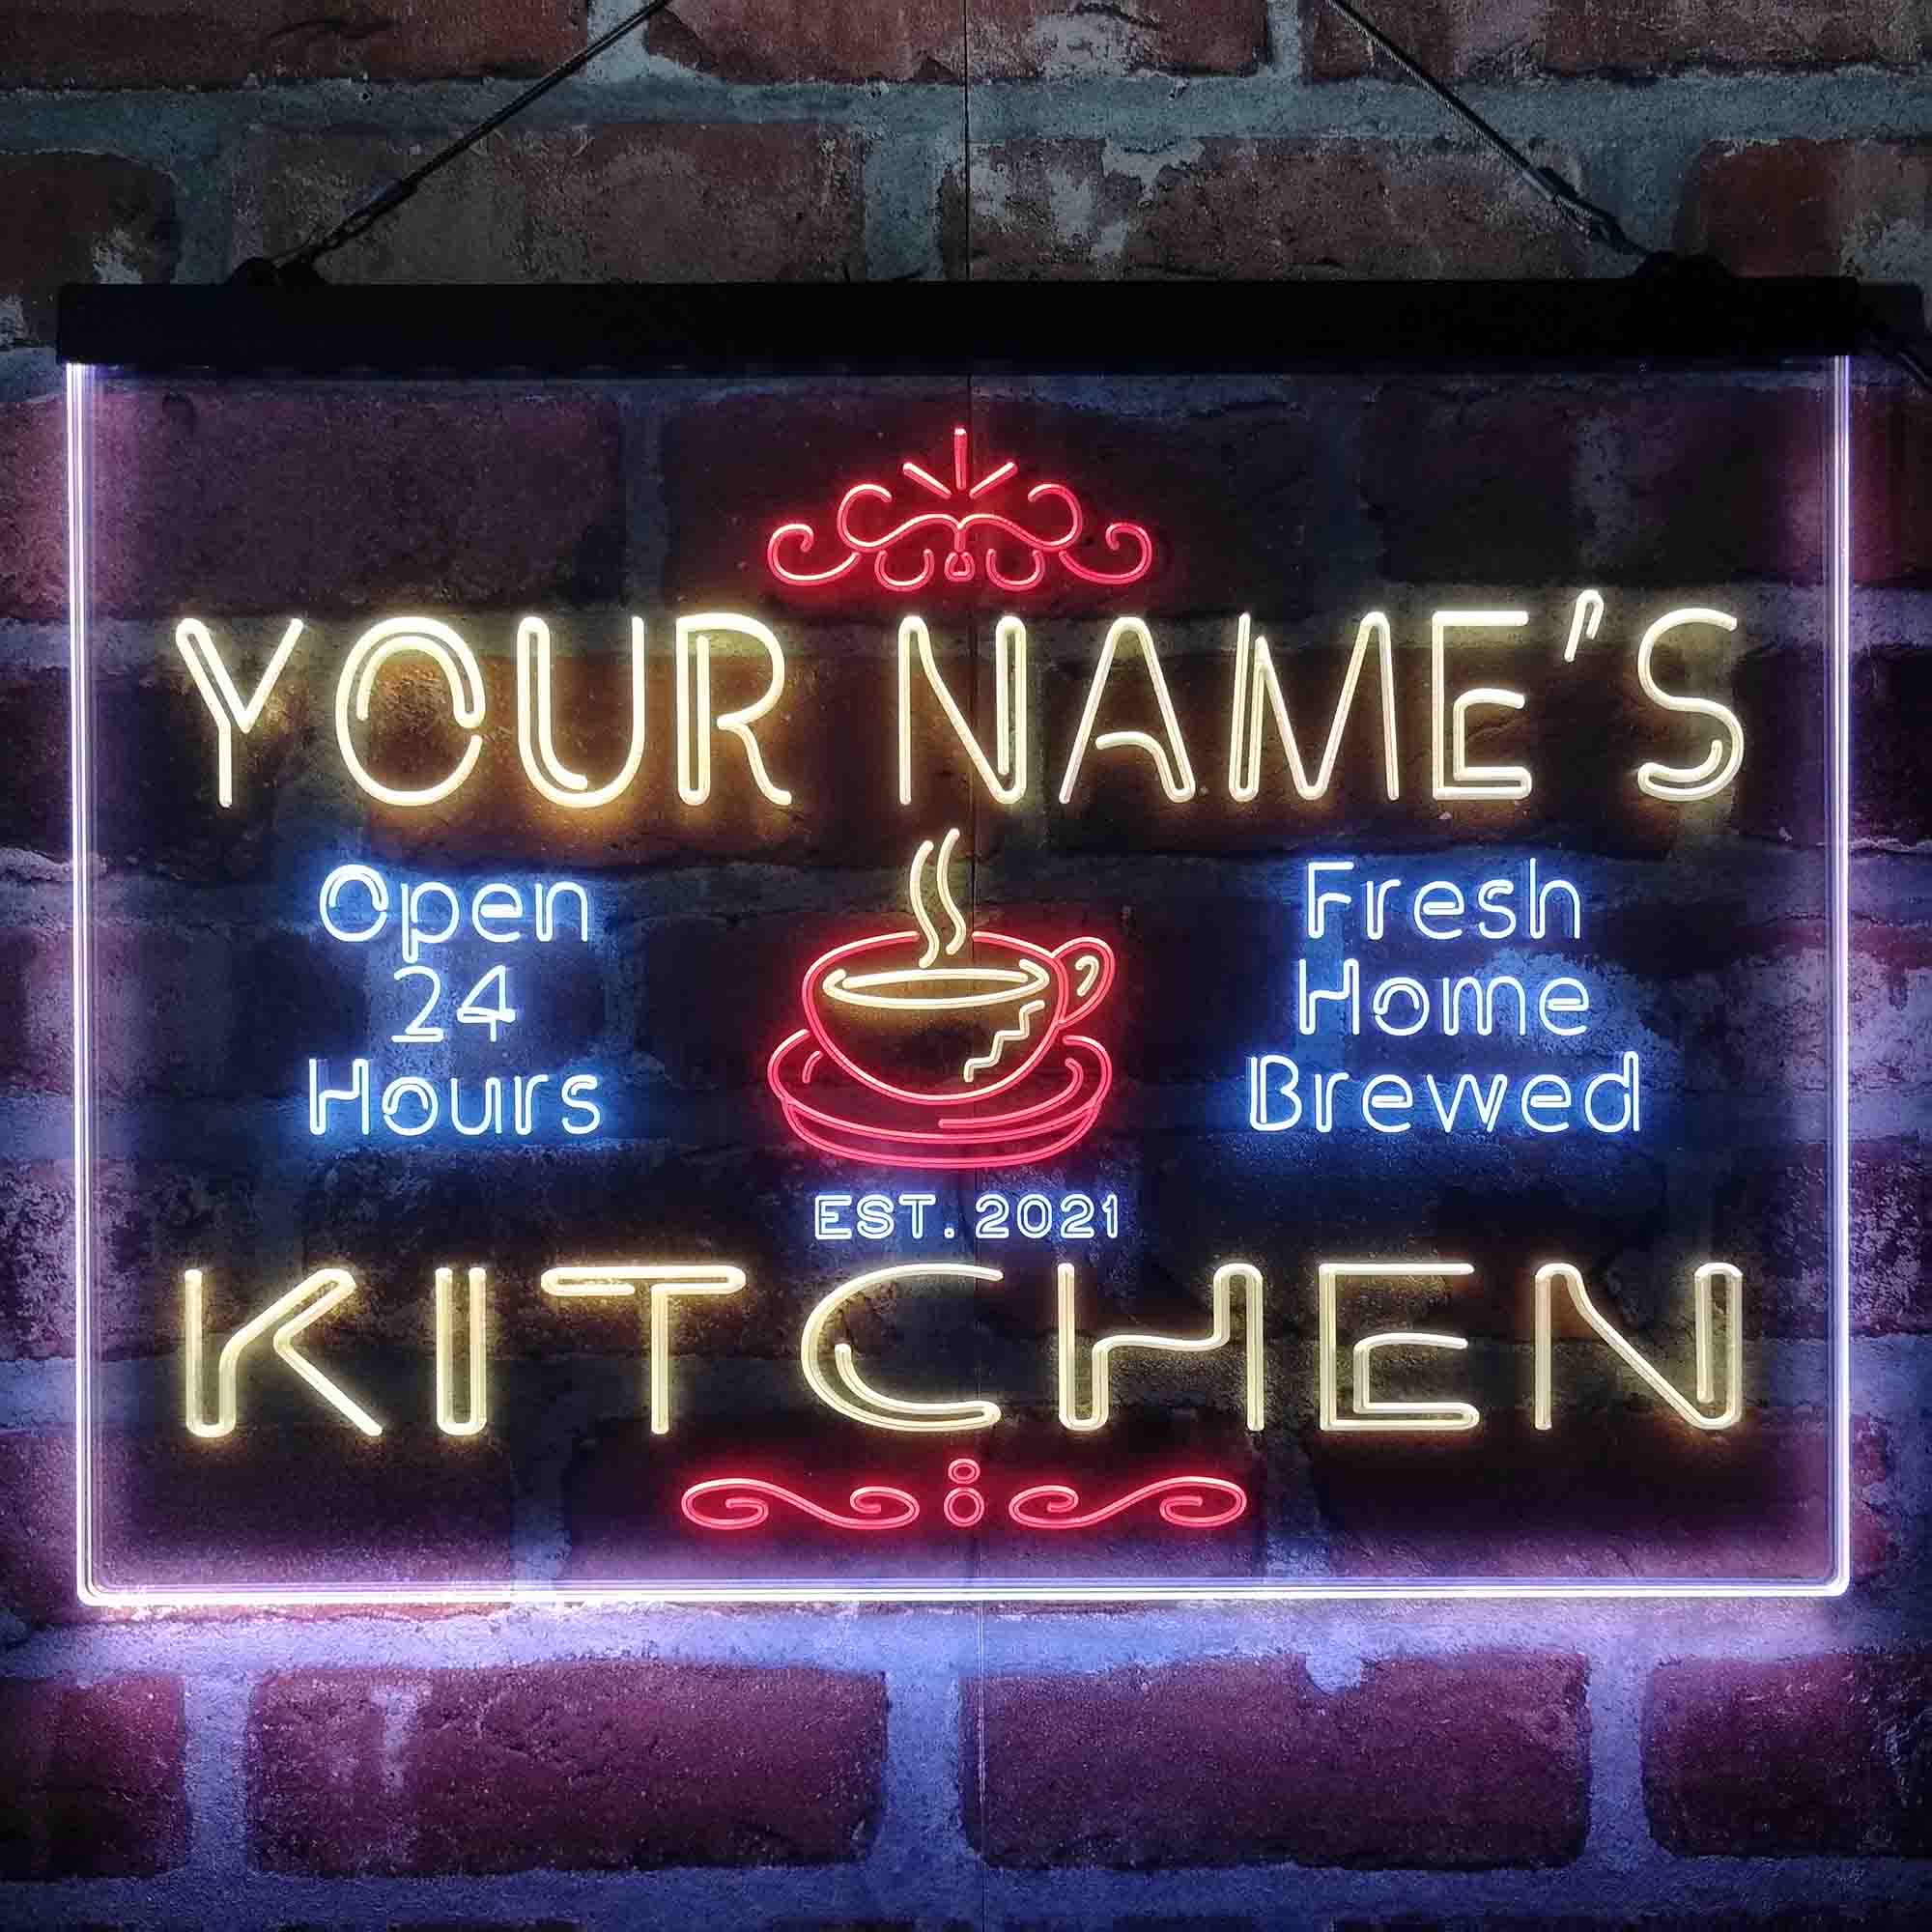 YOUR NAME'S
Open
24
Hours
Fresh
Home
Brewed
EST. 2021
KITCHEN